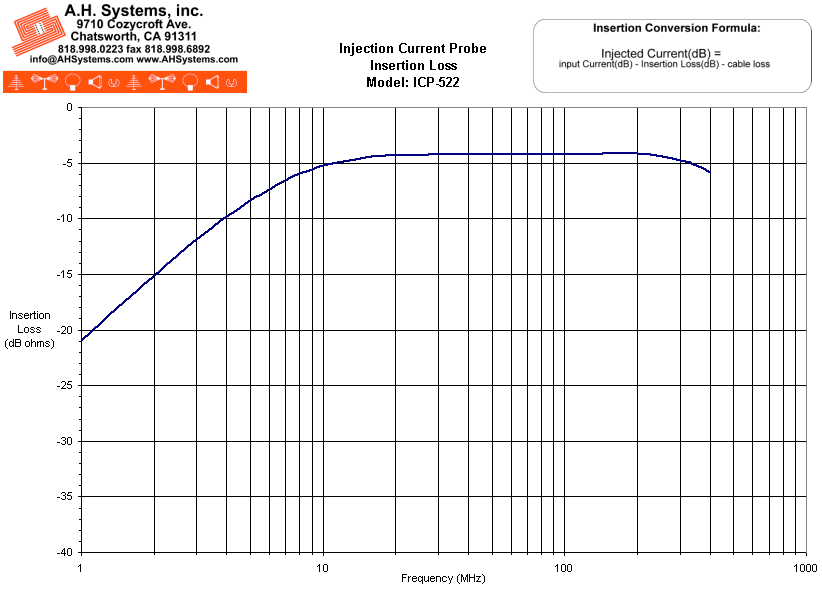 A.H. Systems, inc.
9710 Cozycroft Ave.
Chatsworth, CA 91311
818.998.0223 fax 818.998.6892
info@AHSystems.com www.AHSystems.com
Injection Current Probe
Insertion Loss
Model: ICP-522
Insertion Conversion Formula:
Injected Current(dB) =
input Current(dB) - Insertion Loss(dB) - cable loss
0
-5
-10
-15
-20
-25
-30
-35
-40
Insertion
Loss
(dB ohms)
1
10
100
1000
Frequency (MHz)